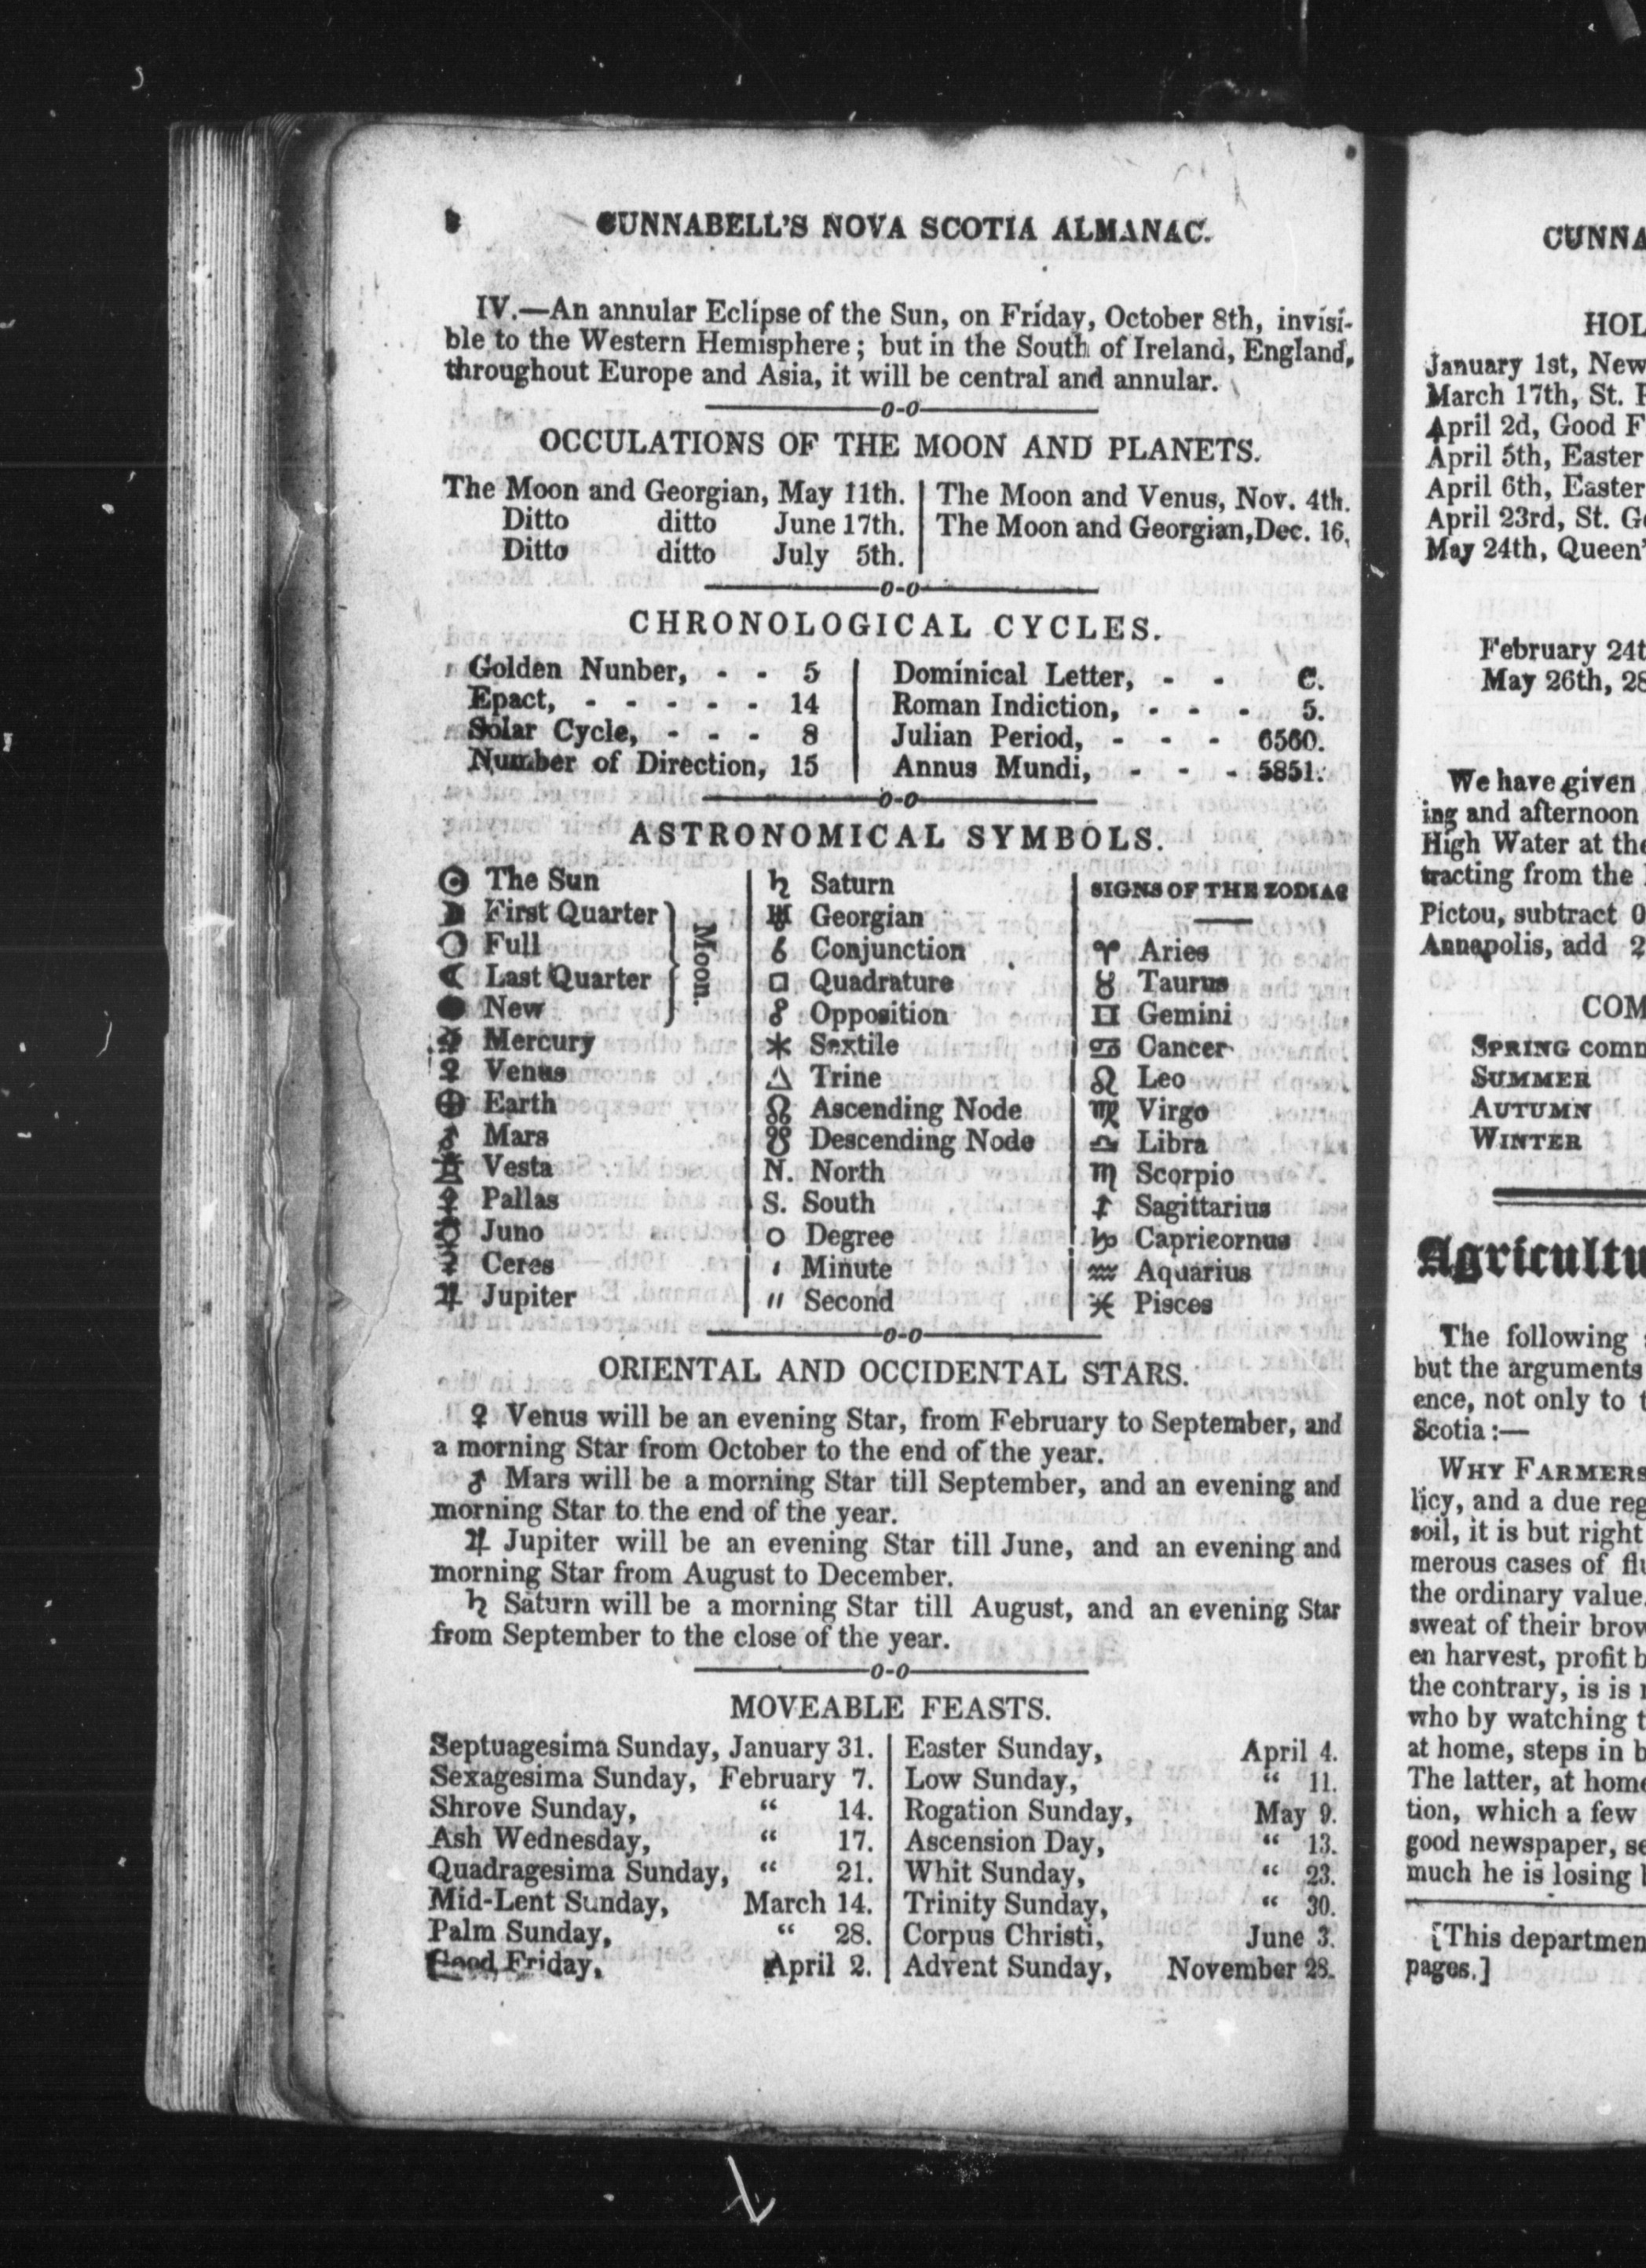 CUNNABELL'S NOVA SCOTIA ALMANAC.
IV.—An annular Eclipse of the Sun, on Friday, October 8th, invisi-
ble to the Western Hemisphere; but in the South of Ireland, England,
throughout Europe and Asia, it will be central and annular.
0-0
OCCULATIONS OF THE MOON AND PLANETS.
The Moon and Georgian, May 11th.
Ditto ditto June 17th.
Ditto ditto July 5th.
The Moon and Venus, Nov. 4th.
The Moon and Georgian, Dec. 16.
0-0
CHRONOLOGICAL CYCLES.
Golden Nunber, - - 5
Epact, - - - - - 14
Solar Cycle, - - - 8
Number of Direction, 15
Dominical Letter, - - C.
Roman Indiction, - - - 5.
Julian Period, - - - 6560.
Annus Mundi, - - - 5851.
0-0
ASTRONOMICAL SYMBOLS.
☉ The Sun
☽ First Quarter
○ Full
☾ Last Quarter
● New
Moon.
☿ Mercury
♀ Venus
⊕ Earth
♂ Mars
⚶ Vesta
⚴ Pallas
⚵ Juno
⚳ Ceres
♃ Jupiter
♄ Saturn
♅ Georgian
☌ Conjunction
□ Quadrature
☍ Opposition
⚹ Sextile
△ Trine
☊ Ascending Node
☋ Descending Node
N. North
S. South
○ Degree
′ Minute
″ Second
SIGNS OF THE ZODIAC
♈ Aries
♉ Taurus
♊ Gemini
♋ Cancer
♌ Leo
♍ Virgo
♎ Libra
♏ Scorpio
♐ Sagittarius
♑ Capricornus
♒ Aquarius
♓ Pisces
0-0
ORIENTAL AND OCCIDENTAL STARS.
♀ Venus will be an evening Star, from February to September, and
a morning Star from October to the end of the year.
♂ Mars will be a morning Star till September, and an evening and
morning Star to the end of the year.
♃ Jupiter will be an evening Star till June, and an evening and
morning Star from August to December.
♄ Saturn will be a morning Star till August, and an evening Star
from September to the close of the year.
0-0
MOVEABLE FEASTS.
Septuagesima Sunday, January 31.
Sexagesima Sunday, February 7.
Shrove Sunday, “ 14.
Ash Wednesday, “ 17.
Quadragesima Sunday, “ 21.
Mid-Lent Sunday, March 14.
Palm Sunday, “ 28.
Good Friday, April 2.
Easter Sunday, April 4.
Low Sunday, “ 11.
Rogation Sunday, May 9.
Ascension Day, “ 13.
Whit Sunday, “ 23.
Trinity Sunday, “ 30.
Corpus Christi, June 3.
Advent Sunday, November 28.
CUNNA
HOL
January 1st, New
March 17th, St. P
April 2d, Good F
April 5th, Easter
April 6th, Easter
April 23rd, St. Ge
May 24th, Queen'
February 24t
May 26th, 28
We have given
ing and afternoon
High Water at the
tracting from the
Pictou, subtract 0
Annapolis, add 2
COM
SPRING comm
SUMMER
AUTUMN
WINTER
Agricultu
The following
but the arguments
ence, not only to t
Scotia:—
WHY FARMERS
licy, and a due reg
soil, it is but right
merous cases of flu
the ordinary value.
sweat of their brow
en harvest, profit b
the contrary, is is
who by watching t
at home, steps in b
The latter, at home
tion, which a few
good newspaper, se
much he is losing
[This departmen
pages.]